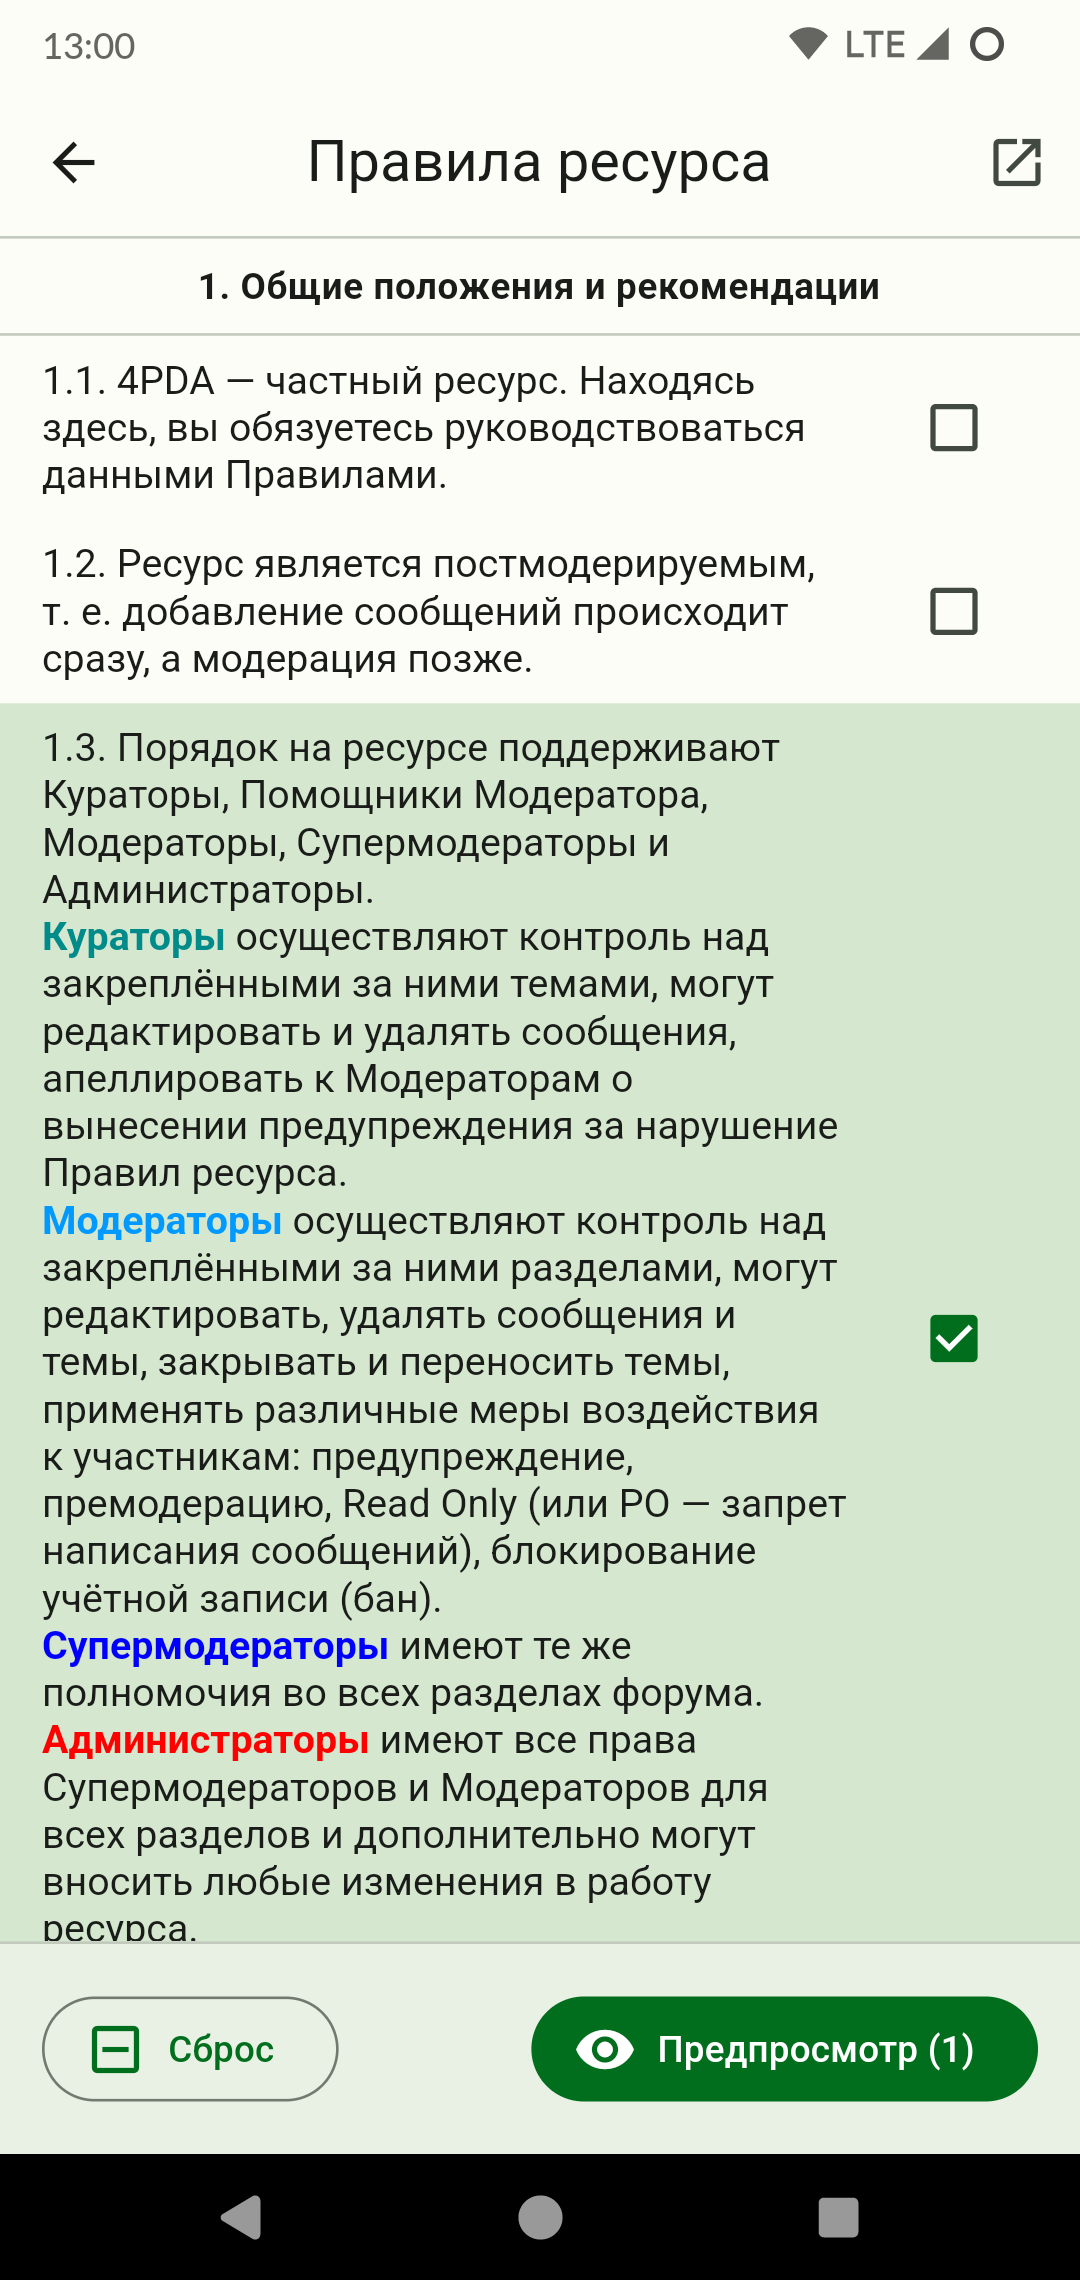 13:00
LTE
Правила ресурса
1. Общие положения и рекомендации
1.1. 4PDA — частный ресурс. Находясь
здесь, вы обязуетесь руководствоваться
данными Правилами.
1.2. Ресурс является постмодерируемым,
т. е. добавление сообщений происходит
сразу, а модерация позже.
1.3. Порядок на ресурсе поддерживают
Кураторы, Помощники Модератора,
Модераторы, Супермодераторы и
Администраторы.
Кураторы осуществляют контроль над
закреплёнными за ними темами, могут
редактировать и удалять сообщения,
апеллировать к Модераторам о
вынесении предупреждения за нарушение
Правил ресурса.
Модераторы осуществляют контроль над
закреплёнными за ними разделами, могут
редактировать, удалять сообщения и
темы, закрывать и переносить темы,
применять различные меры воздействия
к участникам: предупреждение,
премодерацию, Read Only (или РО — запрет
написания сообщений), блокирование
учётной записи (бан).
Супермодераторы имеют те же
полномочия во всех разделах форума.
Администраторы имеют все права
Супермодераторов и Модераторов для
всех разделов и дополнительно могут
вносить любые изменения в работу
ресурса.
Сброс
Предпросмотр (1)